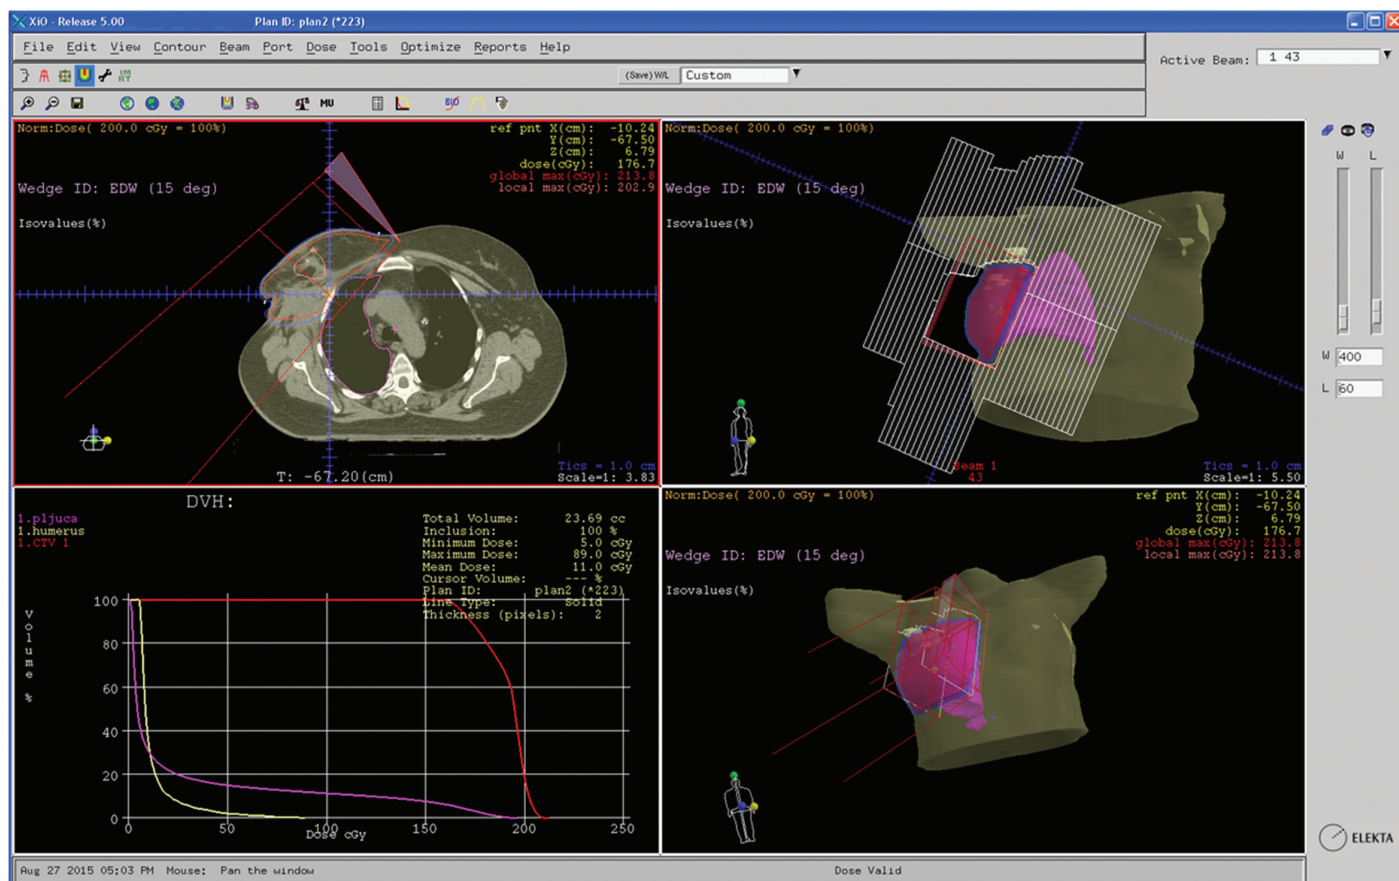 XiO - Release 5.00 Plan ID: plan2 (*223)
File Edit View Contour Beam Port Dose Tools Optimize Reports Help
Active Beam: 1 43
(Save) W/L Custom
MU BIO
Norm:Dose( 200.0 cGy = 100%)
ref pnt X(cm): -10.24
Y(cm): -67.50
Z(cm): 6.79
dose(cGy): 176.7
global max(cGy): 213.8
local max(cGy): 202.9
Wedge ID: EDW (15 deg)
Isovalues(%)
T: -67.20(cm)
Tics = 1.0 cm
Scale=1: 3.83
Norm:Dose( 200.0 cGy = 100%)
Wedge ID: EDW (15 deg)
Isovalues(%)
Beam 1
43
Tics = 1.0 cm
Scale=1: 5.50
W L
W 400
L 60
DVH:
1.pljuca
1.humerus
1.CTV 1
Total Volume: 23.69 cc
Inclusion: 100 %
Minimum Dose: 5.0 cGy
Maximum Dose: 89.0 cGy
Mean Dose: 11.0 cGy
Cursor Volume: --- %
Plan ID: plan2 (*223)
Line Type: Solid
Thickness (pixels): 2
Volume %
100
80
60
40
20
0
0 50 100 150 200 250
Dose cGy
Norm:Dose( 200.0 cGy = 100%)
ref pnt X(cm): -10.24
Y(cm): -67.50
Z(cm): 6.79
dose(cGy): 176.7
global max(cGy): 213.8
local max(cGy): 213.8
Wedge ID: EDW (15 deg)
Isovalues(%)
ELEKTA
Aug 27 2015 05:03 PM Mouse: Pan the window Dose Valid